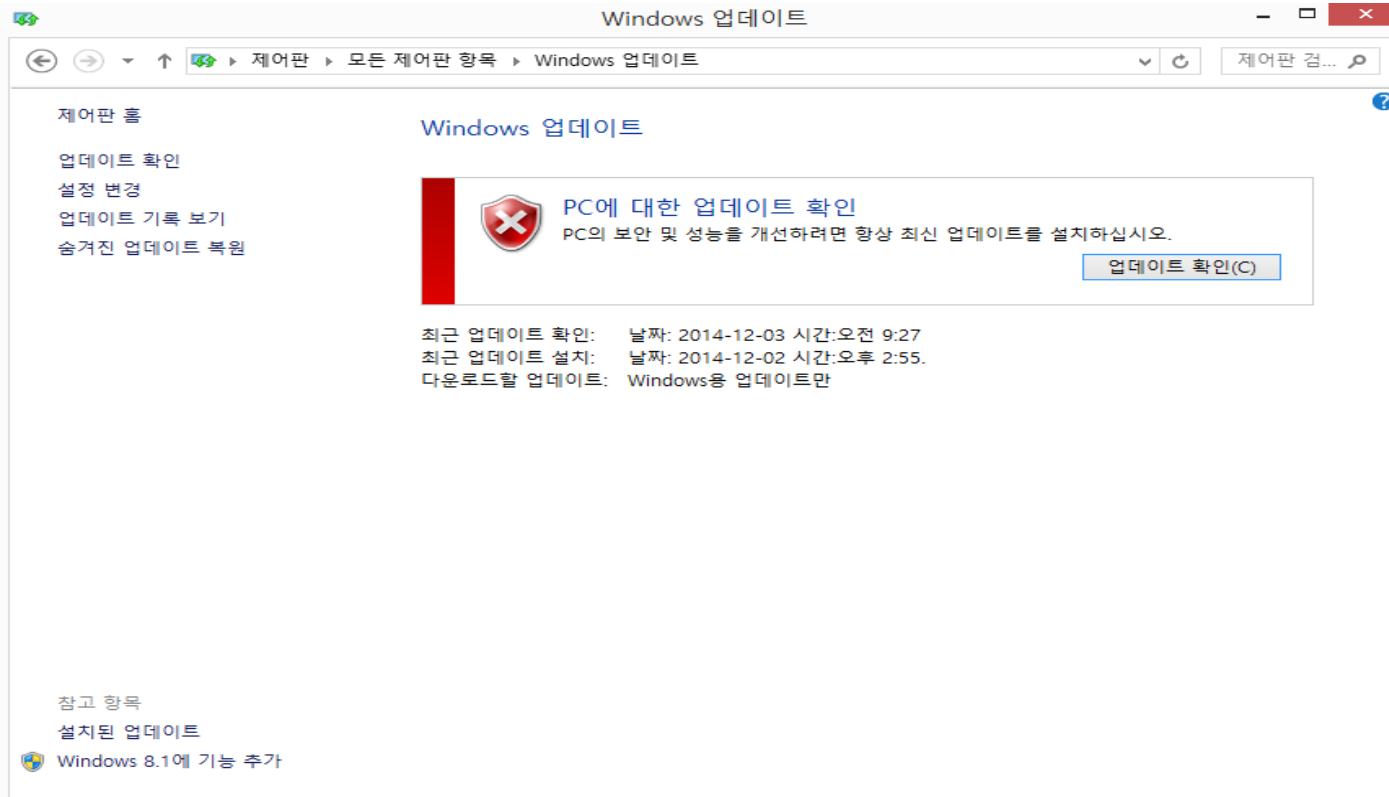 Windows 업데이트
제어판 모든 제어판 항목 Windows 업데이트
제어판 검...
제어판 홈
업데이트 확인
설정 변경
업데이트 기록 보기
숨겨진 업데이트 복원
Windows 업데이트
PC에 대한 업데이트 확인
PC의 보안 및 성능을 개선하려면 항상 최신 업데이트를 설치하십시오.
업데이트 확인(C)
최근 업데이트 확인: 날짜: 2014-12-03 시간:오전 9:27
최근 업데이트 설치: 날짜: 2014-12-02 시간:오후 2:55.
다운로드할 업데이트: Windows용 업데이트만
참고 항목
설치된 업데이트
Windows 8.1에 기능 추가